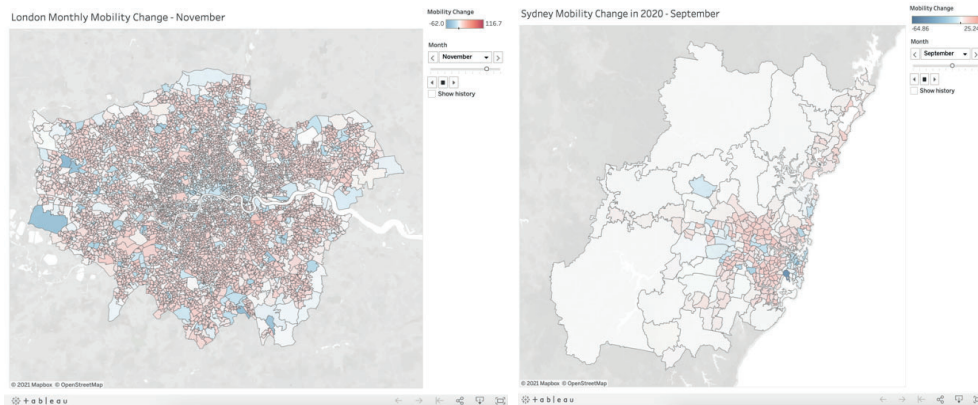 London Monthly Mobility Change - November
Mobility Change
-62.0 116.7
Month
November
Show history
© 2021 Mapbox © OpenStreetMap
+ a b l e a u
Sydney Mobility Change in 2020 - September
Mobility Change
-64.86 25.24
Month
September
Show history
© 2021 Mapbox © OpenStreetMap
+ a b l e a u